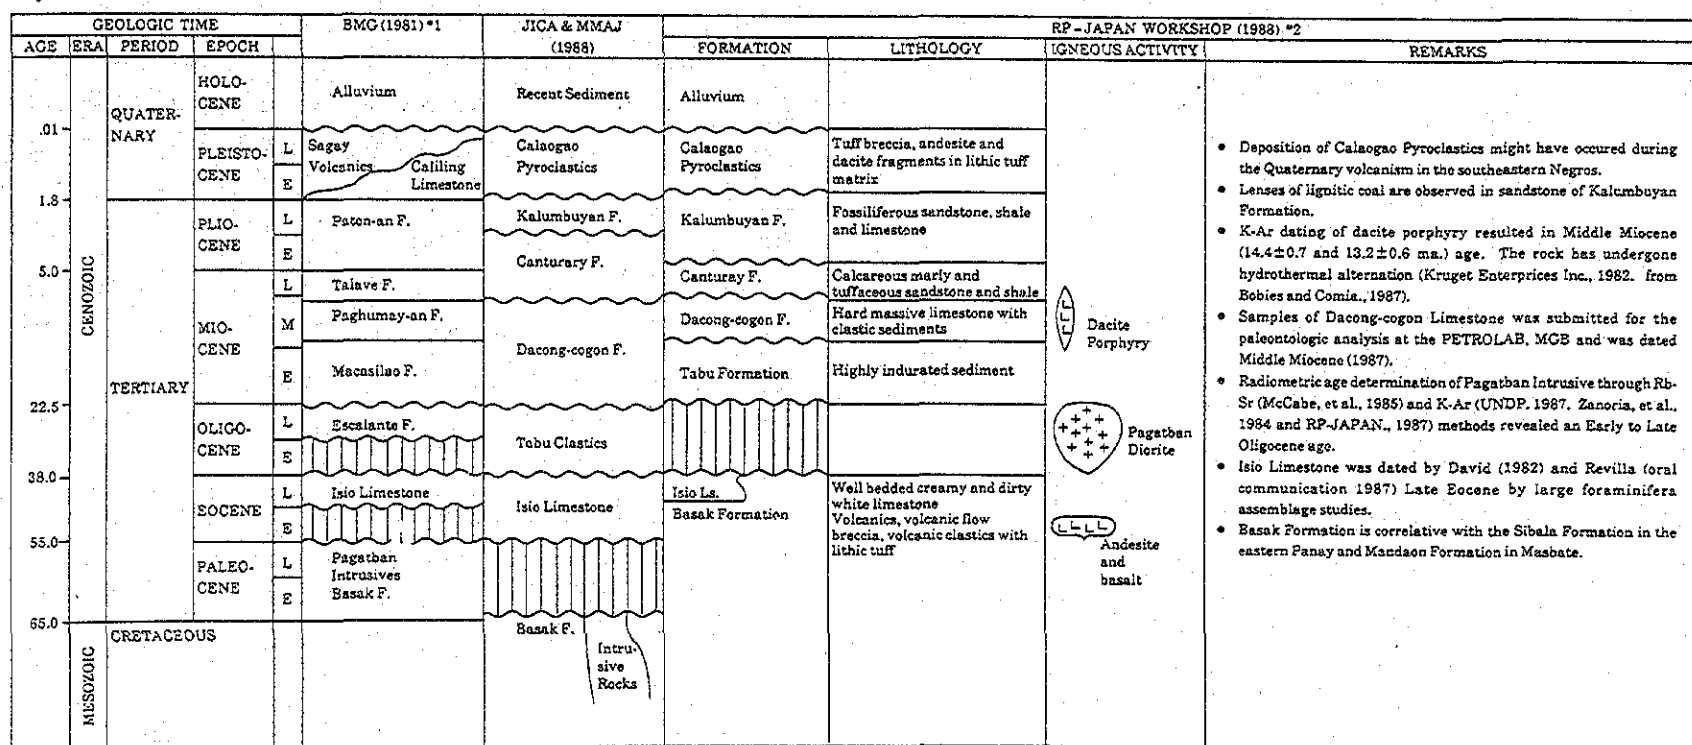 GEOLOGIC TIME
BMG (1981) *1
JICA & MMAJ
(1988)
RP-JAPAN WORKSHOP (1988) *2
AGE
ERA
PERIOD
EPOCH
FORMATION
LITHOLOGY
IGNEOUS ACTIVITY
REMARKS
.01
1.8
5.0
22.5
38.0
55.0
65.0
CENOZOIC
MESOZOIC
QUATER-
NARY
TERTIARY
CRETACEOUS
HOLO-
CENE
PLEISTO-
CENE
L
E
PLIO-
CENE
L
E
MIO-
CENE
L
M
E
OLIGO-
CENE
L
E
EOCENE
L
E
PALEO-
CENE
L
E
Alluvium
Sagay
Volcanics
Caliling
Limestone
Paton-an F.
Talave F.
Paghumay-an F.
Macasilao F.
Escalante F.
Isio Limestone
Pagatban
Intrusives
Basak F.
Recent Sediment
Calaogao
Pyroclastics
Kalumbuyan F.
Canturary F.
Dacong-cogon F.
Tabu Clastics
Isio Limestone
Basak F.
Intru-
sive
Rocks
Alluvium
Calaogao
Pyroclastics
Kalumbuyan F.
Canturay F.
Dacong-cogon F.
Tabu Formation
Isio Ls.
Basak Formation
Tuff breccia, andesite and
dacite fragments in lithic tuff
matrix
Fossiliferous sandstone, shale
and limestone
Calcareous marly and
tuffaceous sandstone and shale
Hard massive limestone with
clastic sediments
Highly indurated sediment
Well bedded creamy and dirty
white limestone
Volcanics, volcanic flow
breccia, volcanic clastics with
lithic tuff
Dacite
Porphyry
Pagatban
Diorite
Andesite
and
basalt
• Deposition of Calaogao Pyroclastics might have occured during
the Quaternary volcanism in the southeastern Negros.
• Lenses of lignitic coal are observed in sandstone of Kalumbuyan
Formation.
• K-Ar dating of dacite porphyry resulted in Middle Miocene
(14.4±0.7 and 13.2±0.6 ma.) age. The rock has undergone
hydrothermal alternation (Kruget Enterprices Inc., 1982. from
Bobies and Comia., 1987).
• Samples of Dacong-cogon Limestone was submitted for the
paleontologic analysis at the PETROLAB, MGB and was dated
Middle Miocene (1987).
• Radiometric age determination of Pagatban Intrusive through Rb-
Sr (McCabe, et al., 1985) and K-Ar (UNDP. 1987. Zanoria, et al.,
1984 and RP-JAPAN., 1987) methods revealed an Early to Late
Oligocene age.
• Isio Limestone was dated by David (1982) and Revilla (oral
communication 1987) Late Eocene by large foraminifera
assemblage studies.
• Basak Formation is correlative with the Sibala Formation in the
eastern Panay and Mandaon Formation in Masbate.